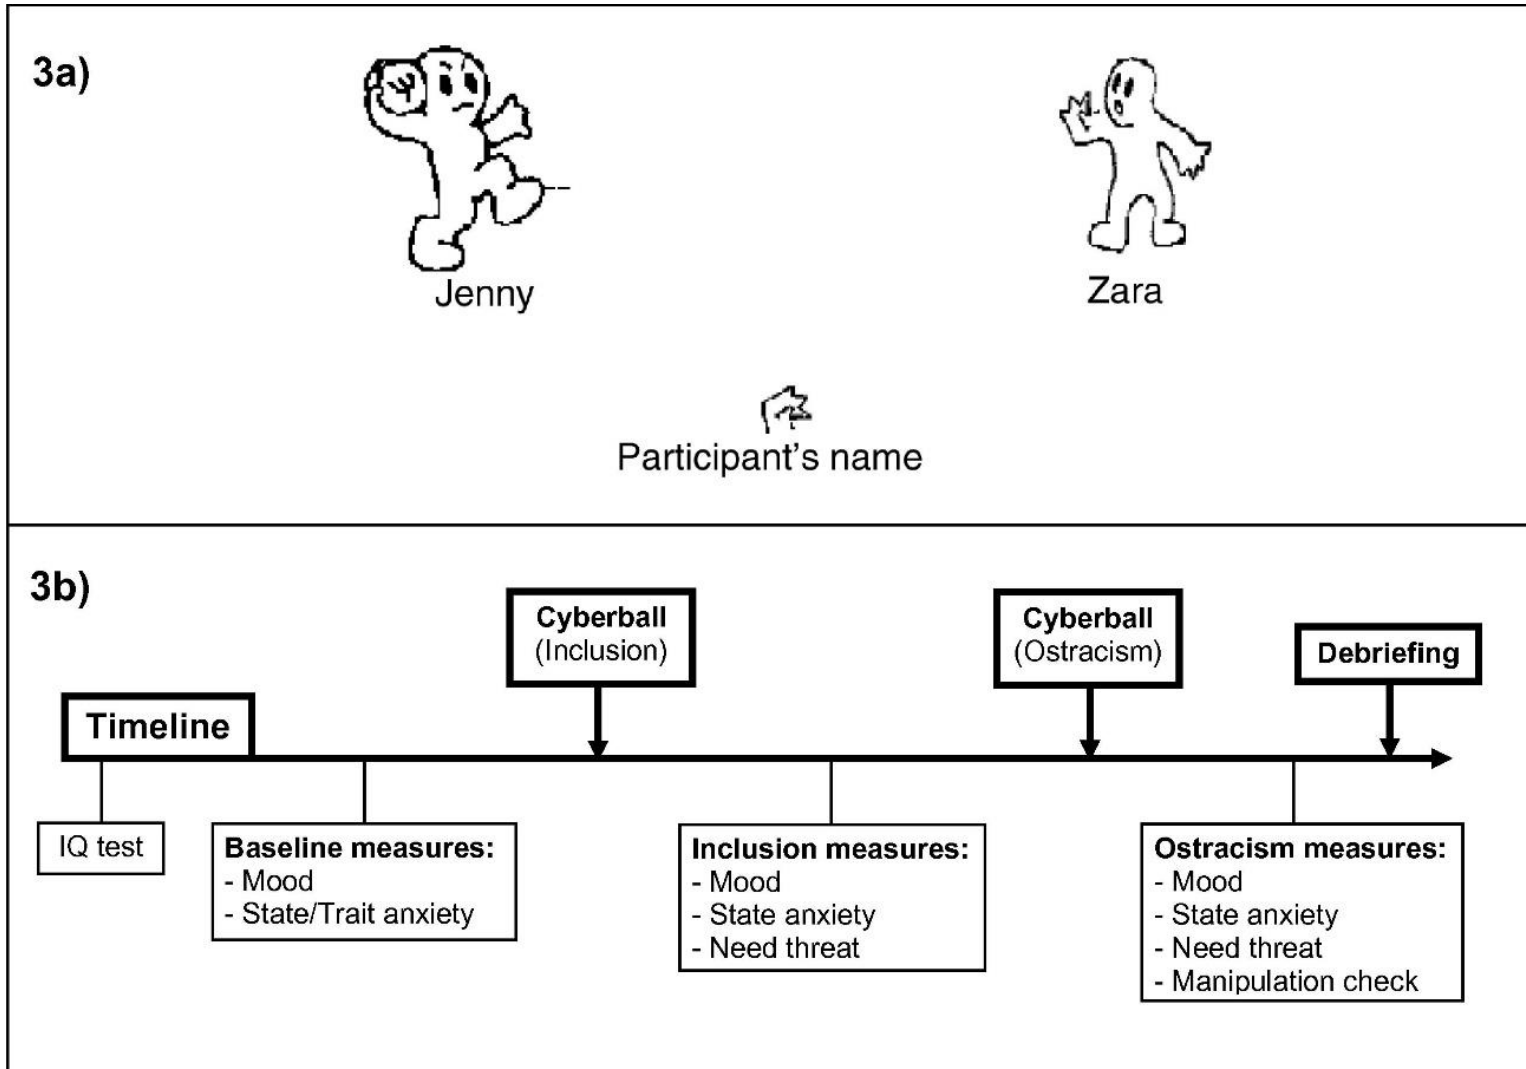 3a)
Jenny
Zara
Participant's name
3b)
Cyberball
(Inclusion)
Cyberball
(Ostracism)
Debriefing
Timeline
IQ test
Baseline measures:
- Mood
- State/Trait anxiety
Inclusion measures:
- Mood
- State anxiety
- Need threat
Ostracism measures:
- Mood
- State anxiety
- Need threat
- Manipulation check